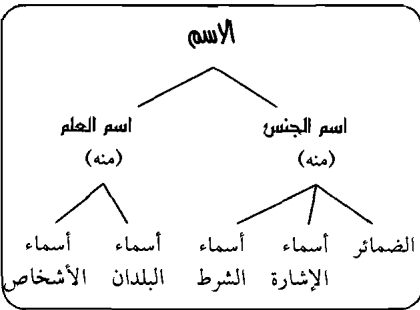 الاسم
اسم الجنس اسم العلم
(منه) (منه)
الضمائر أسماء أسماء أسماء أسماء
الإشارة الشرط البلدان الأشخاص